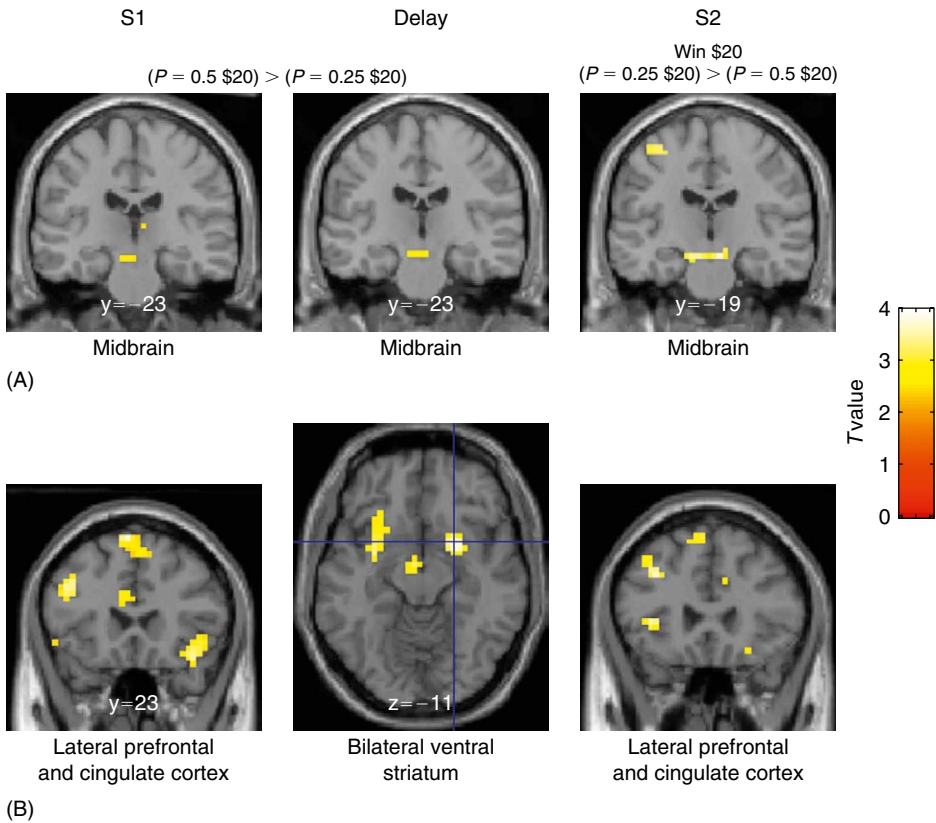 S1
Delay
S2
Win $20
(P = 0.5 $20) > (P = 0.25 $20)
(P = 0.25 $20) > (P = 0.5 $20)
y=−23
y=−23
y=−19
Midbrain
Midbrain
Midbrain
(A)
4
3
2
1
0
T value
y=23
z=−11
Lateral prefrontal
and cingulate cortex
Bilateral ventral
striatum
Lateral prefrontal
and cingulate cortex
(B)